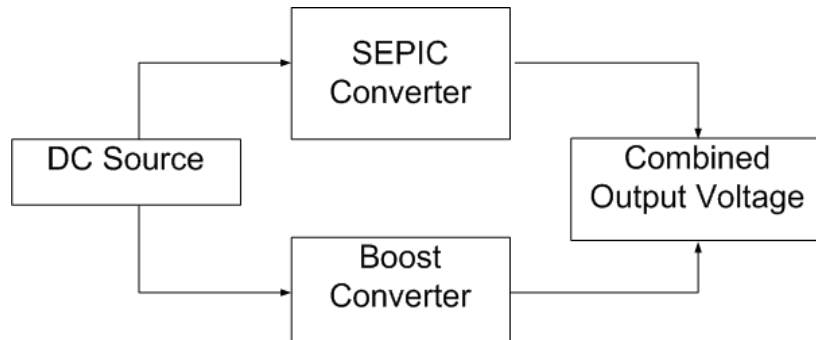 SEPIC
Converter
DC Source
Combined
Output Voltage
Boost
Converter